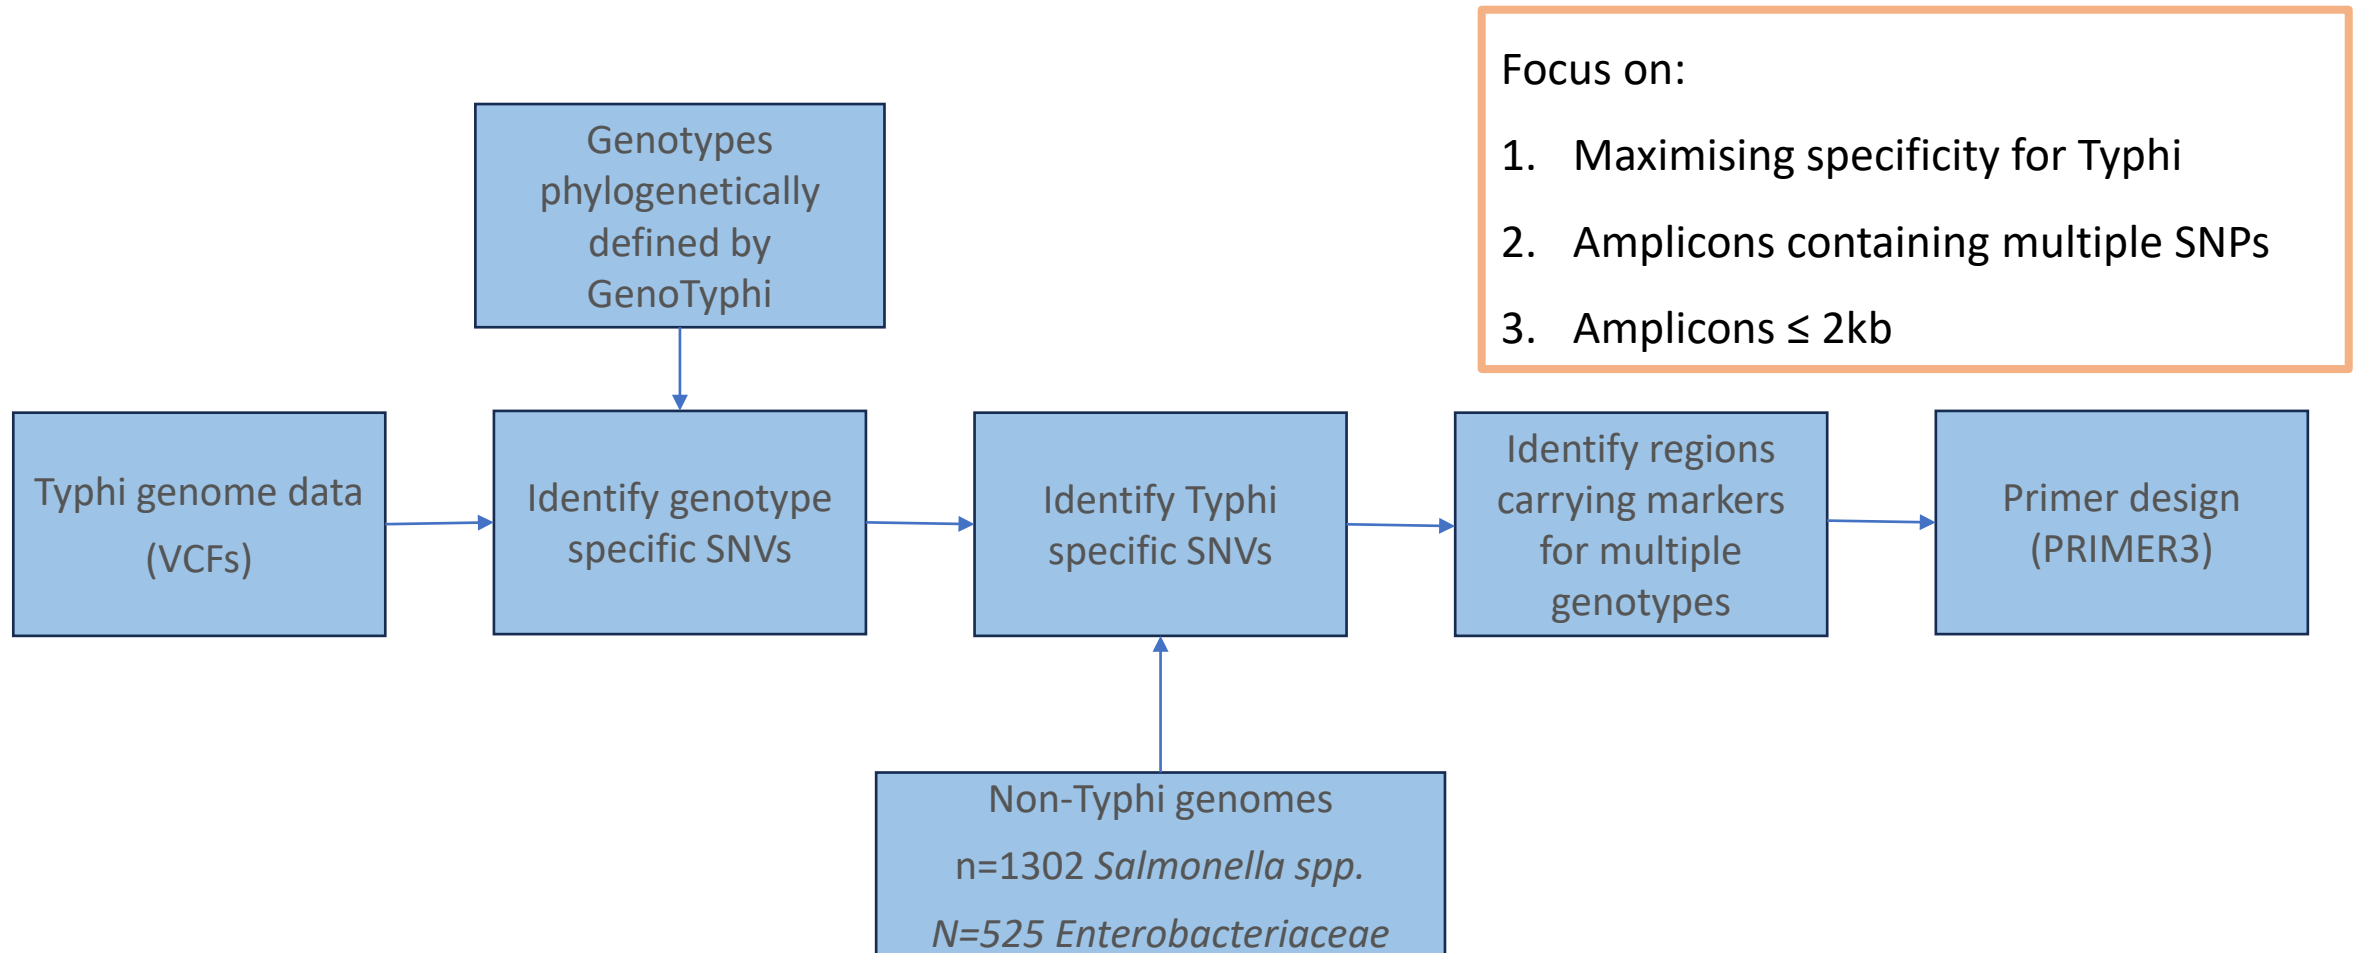 Focus on:
1. Maximising specificity for Typhi
2. Amplicons containing multiple SNPs
3. Amplicons ≤ 2kb
Genotypes
phylogenetically
defined by
GenoTyphi
Typhi genome data
(VCFs)
Identify genotype
specific SNVs
Identify Typhi
specific SNVs
Identify regions
carrying markers
for multiple
genotypes
Primer design
(PRIMER3)
Non-Typhi genomes
n=1302 Salmonella spp.
N=525 Enterobacteriaceae